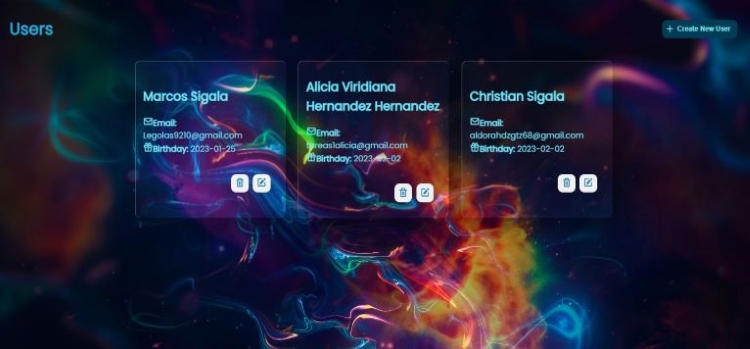 Users
Create New User
Marcos Sigala
Email:
Legolas9210@gmail.com
Birthday: 2023-01-25
Alicia Viridiana
Hernandez Hernandez
Email:
Birthday:
Christian Sigala
Email:
aldorahdzgtz68@gmail.com
Birthday: 2023-02-02